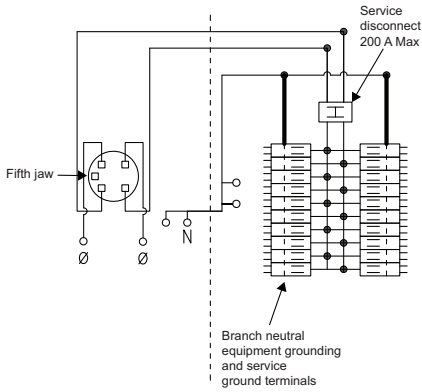 Service
disconnect
200 A Max
Fifth jaw
N
Ø
Ø
Branch neutral
equipment grounding
and service
ground terminals